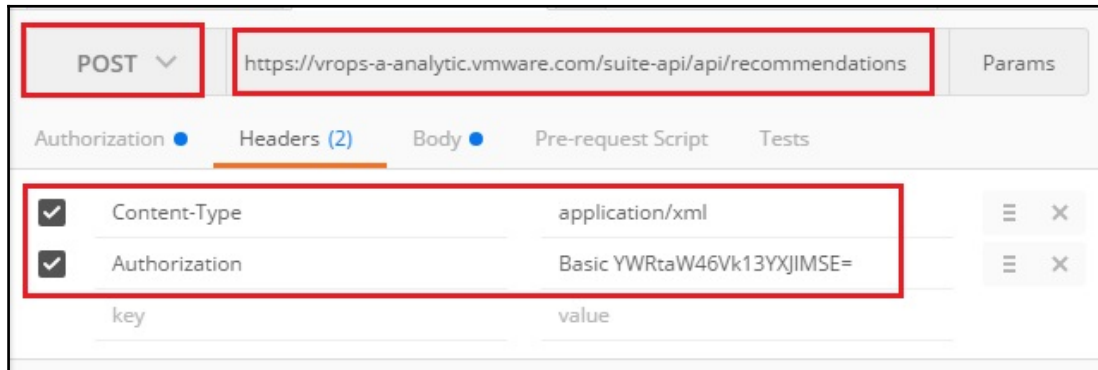 POST https://vrops-a-analytic.vmware.com/suite-api/api/recommendations Params
Authorization Headers (2) Body Pre-request Script Tests
Content-Type application/xml
Authorization Basic YWRtaW46Vk13YXJlMSE=
key value